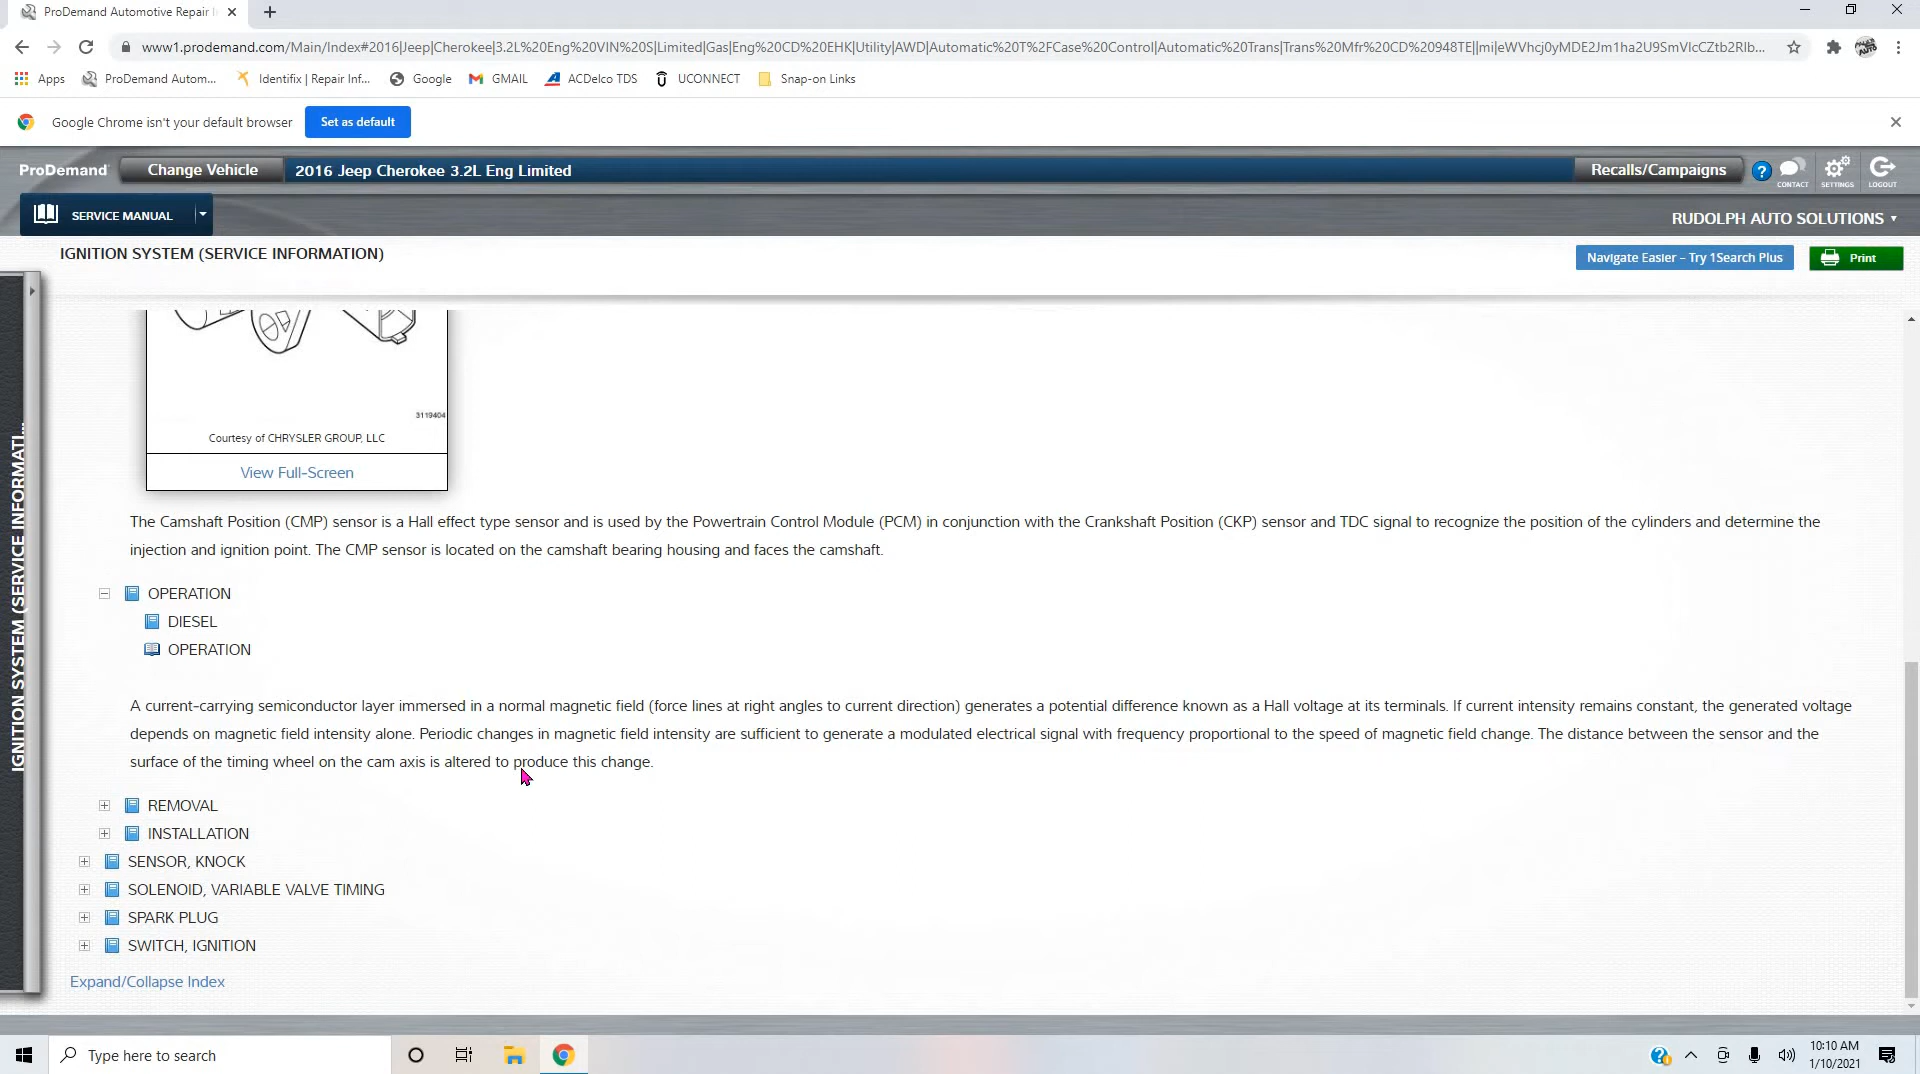 ProDemand Automotive Repair I
www1.prodemand.com/Main/Index#2016|Jeep|Cherokee|3.2L%20Eng%20VIN%20S|Limited|Gas|Eng%20CD%20EHK|Utility|AWD|Automatic%20T%2FCase%20Control|Automatic%20Trans|Trans%20Mfr%20CD%20948TE||mi|eWVhcj0yMDE2Jm1ha2U9SmVlcCZtb2Rlb...
Apps ProDemand Autom... Identifix | Repair Inf... Google GMAIL ACDelco TDS UCONNECT Snap-on Links
Google Chrome isn't your default browser Set as default
ProDemand Change Vehicle 2016 Jeep Cherokee 3.2L Eng Limited Recalls/Campaigns ? CONTACT SETTINGS LOGOUT
SERVICE MANUAL RUDOLPH AUTO SOLUTIONS
IGNITION SYSTEM (SERVICE INFORMATION) Navigate Easier – Try 1Search Plus Print
IGNITION SYSTEM (SERVICE INFORMATI...
3119404
Courtesy of CHRYSLER GROUP, LLC
View Full-Screen
The Camshaft Position (CMP) sensor is a Hall effect type sensor and is used by the Powertrain Control Module (PCM) in conjunction with the Crankshaft Position (CKP) sensor and TDC signal to recognize the position of the cylinders and determine the
injection and ignition point. The CMP sensor is located on the camshaft bearing housing and faces the camshaft.
OPERATION
DIESEL
OPERATION
A current-carrying semiconductor layer immersed in a normal magnetic field (force lines at right angles to current direction) generates a potential difference known as a Hall voltage at its terminals. If current intensity remains constant, the generated voltage
depends on magnetic field intensity alone. Periodic changes in magnetic field intensity are sufficient to generate a modulated electrical signal with frequency proportional to the speed of magnetic field change. The distance between the sensor and the
surface of the timing wheel on the cam axis is altered to produce this change.
REMOVAL
INSTALLATION
SENSOR, KNOCK
SOLENOID, VARIABLE VALVE TIMING
SPARK PLUG
SWITCH, IGNITION
Expand/Collapse Index
Type here to search
10:10 AM
1/10/2021